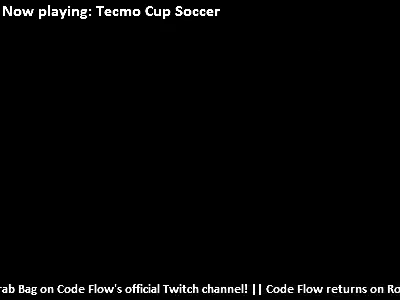 Now playing: Tecmo Cup Soccer
rab Bag on Code Flow's official Twitch channel! || Code Flow returns on Ro